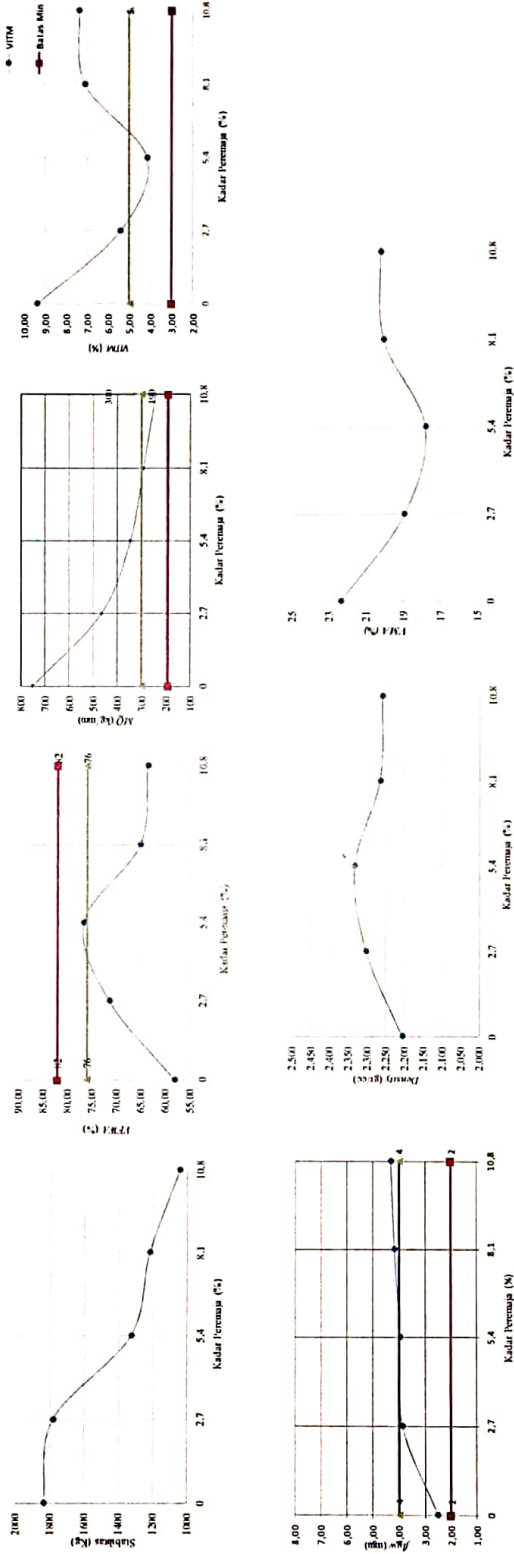 2000
1800
1600
1400
1200
1000
Stabilitas (Kg)
0 2,7 5,4 8,1 10,8
Kadar Peremaja (%)
90,00
85,00
80,00
75,00
70,00
65,00
60,00
55,00
VFWA (%)
82 82
76 76
0 2,7 5,4 8,1 10,8
Kadar Peremaja (%)
800
700
600
500
400
300
200
100
MQ (kg/mm)
300
190
0 2,7 5,4 8,1 10,8
Kadar Peremaja (%)
10,00
9,00
8,00
7,00
6,00
5,00
4,00
3,00
2,00
VITM (%)
VITM
Batas Min
0 2,7 5,4 8,1 10,8
Kadar Peremaja (%)
8,00
7,00
6,00
5,00
4,00
3,00
2,00
1,00
flow (mm)
4 4
2 2
0 2,7 5,4 8,1 10,8
Kadar Peremaja (%)
2,500
2,450
2,400
2,350
2,300
2,250
2,200
2,150
2,100
2,050
2,000
Density (gr/cc)
0 2,7 5,4 8,1 10,8
Kadar Peremaja (%)
25
23
21
19
17
15
VMA (%)
0 2,7 5,4 8,1 10,8
Kadar Peremaja (%)